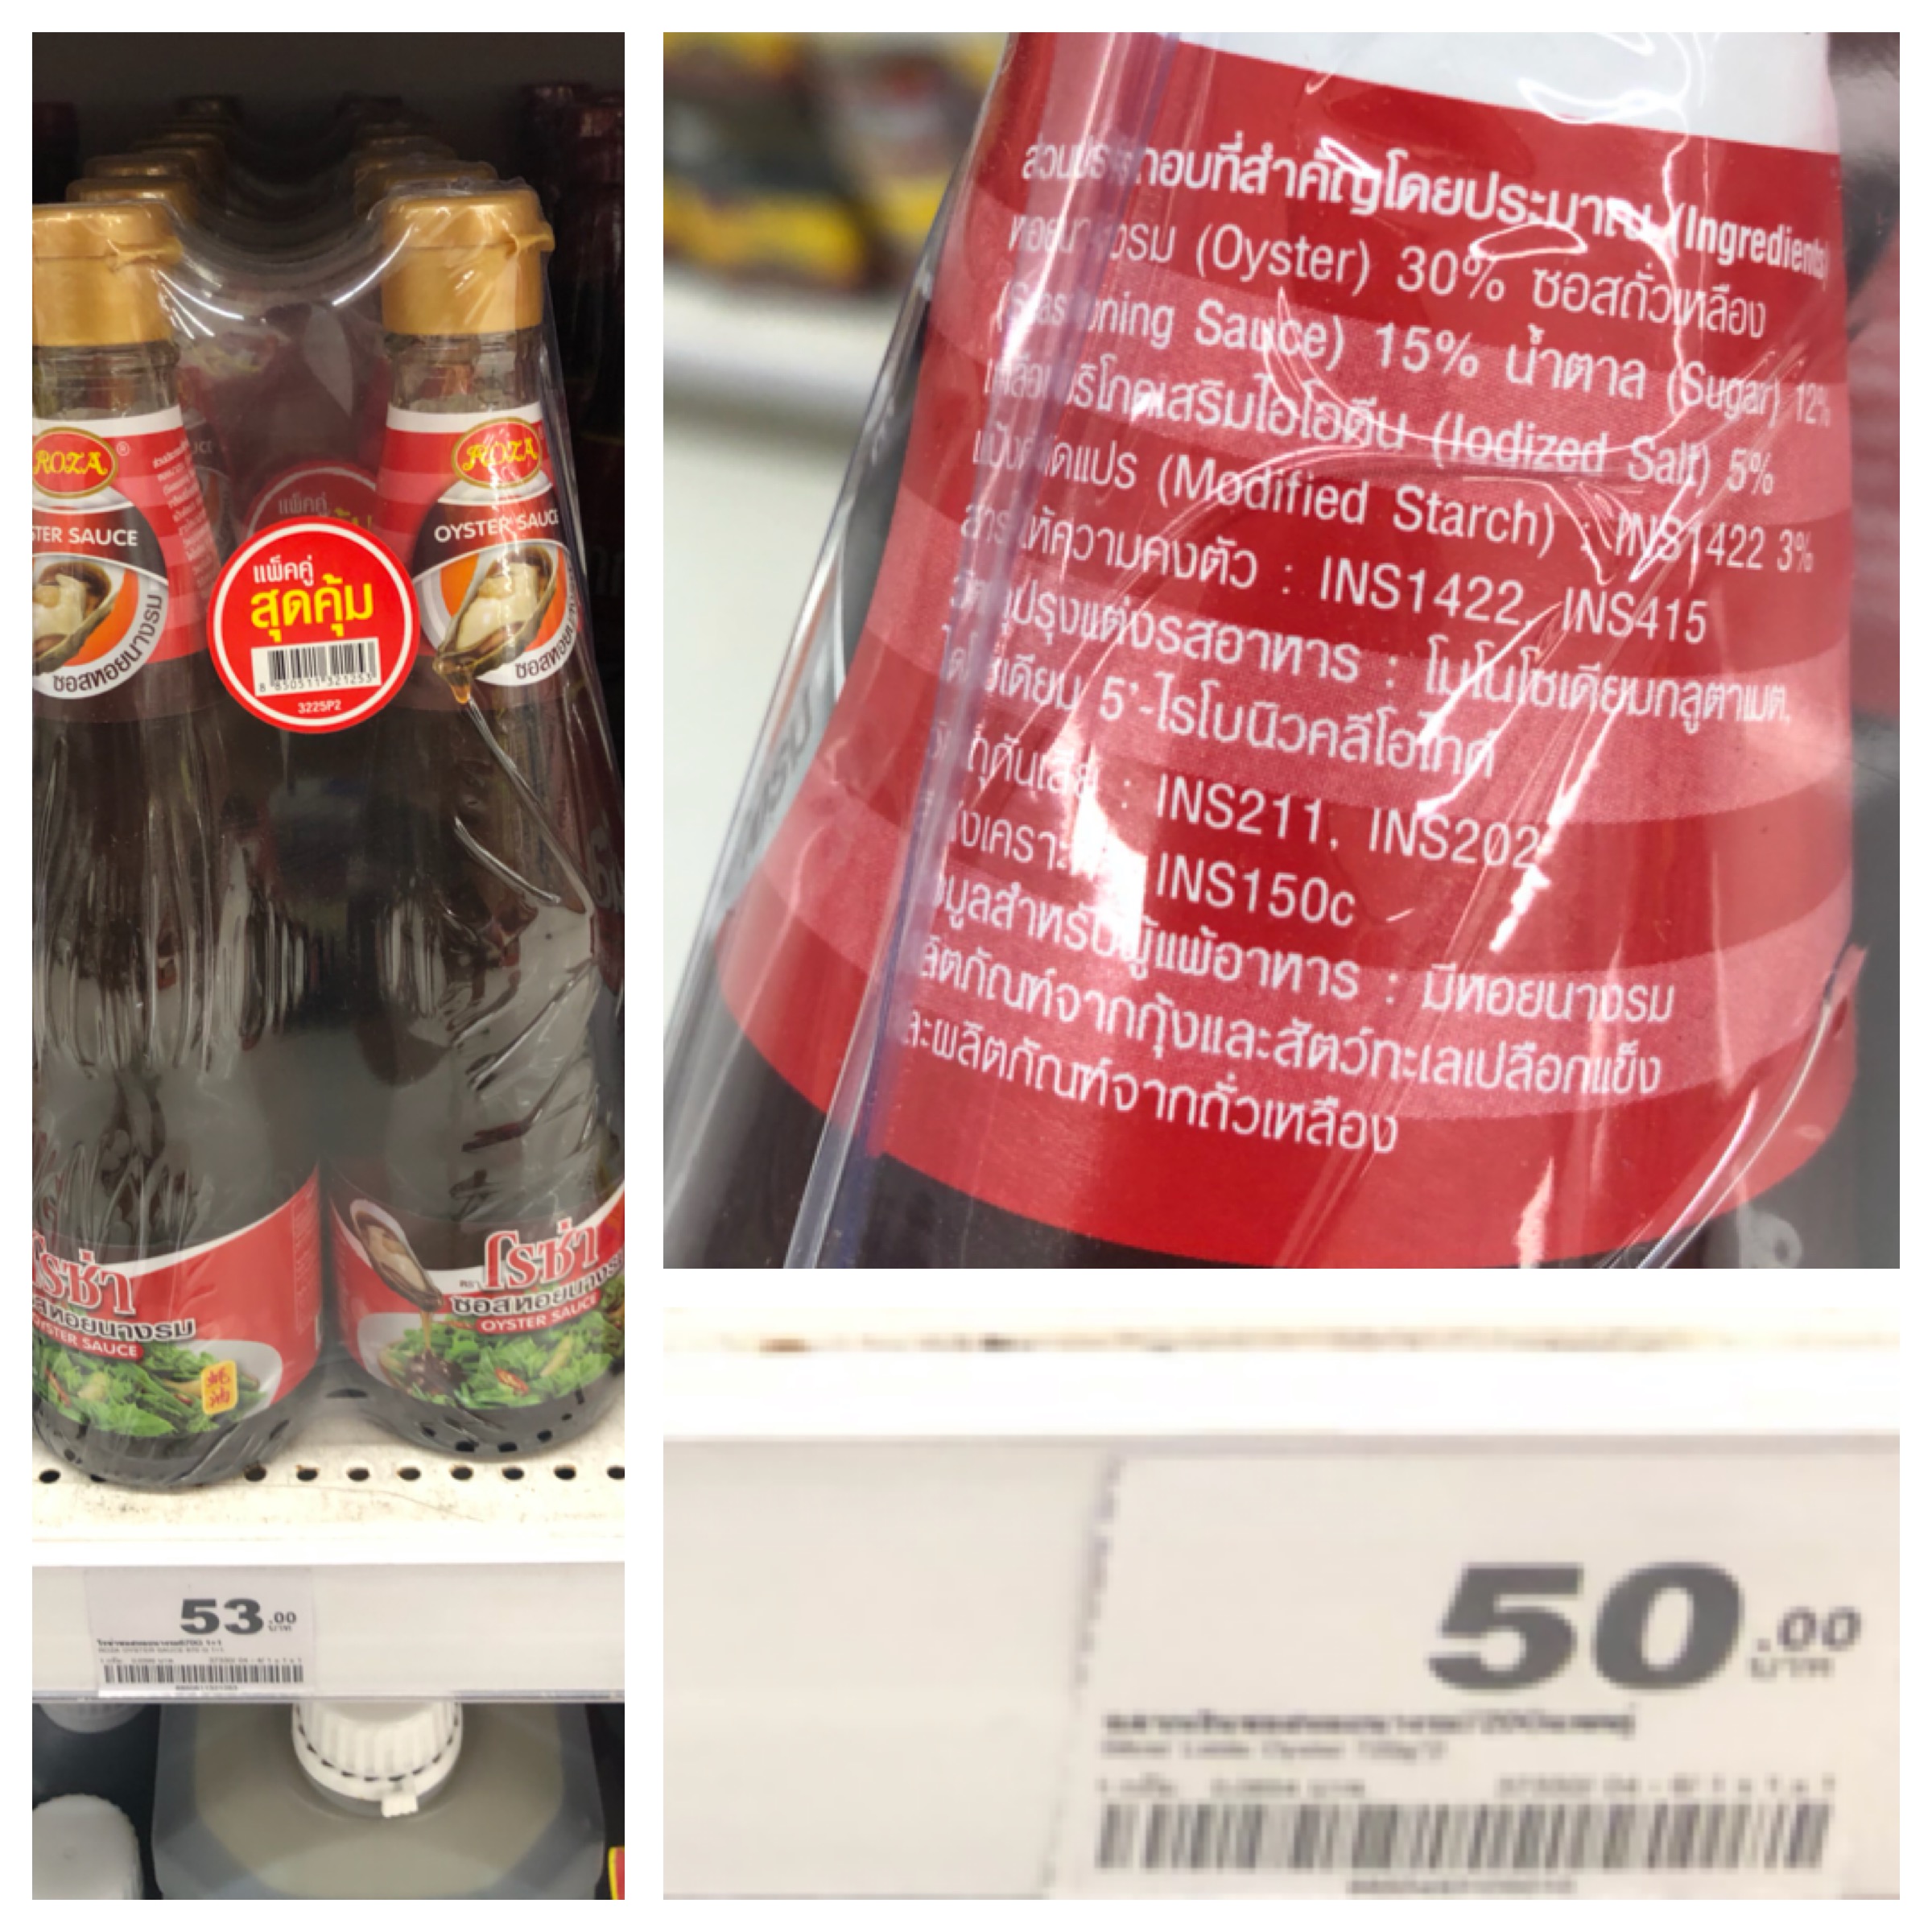 ROZA
STER SAUCE
ซอสหอยนางรม
ROZA
OYSTER SAUCE
แพ็คคู่
แพ็คคู่
สุดคุ้ม
8 850511 321253
3225P2
โรซ่า
ซอสหอยนางรม
OYSTER SAUCE
ตรา โรซ่า
ซอสหอยนางรม
OYSTER SAUCE
53.00
บาท
ROZA OYSTER SAUCE
ส่วนประกอบที่สำคัญโดยประมาณ (Ingredients)
หอยนางรม (Oyster) 30% ซอสถั่วเหลือง
(Seasoning Sauce) 15% น้ำตาล (Sugar) 12%
เกลือบริโภคเสริมไอโอดีน (Iodized Salt) 5%
แป้งดัดแปร (Modified Starch) : INS1422 3%
สารให้ความคงตัว : INS1422, INS415
วัตถุปรุงแต่งรสอาหาร : โมโนโซเดียมกลูตาเมต,
ไดโซเดียม 5'-ไรโบนิวคลีโอไทด์
วัตถุกันเสีย : INS211, INS202
INS150c
ข้อมูลสำหรับผู้แพ้อาหาร : มีหอยนางรม
ผลิตภัณฑ์จากกุ้งและสัตว์ทะเลเปลือกแข็ง
และผลิตภัณฑ์จากถั่วเหลือง
50.00
บาท